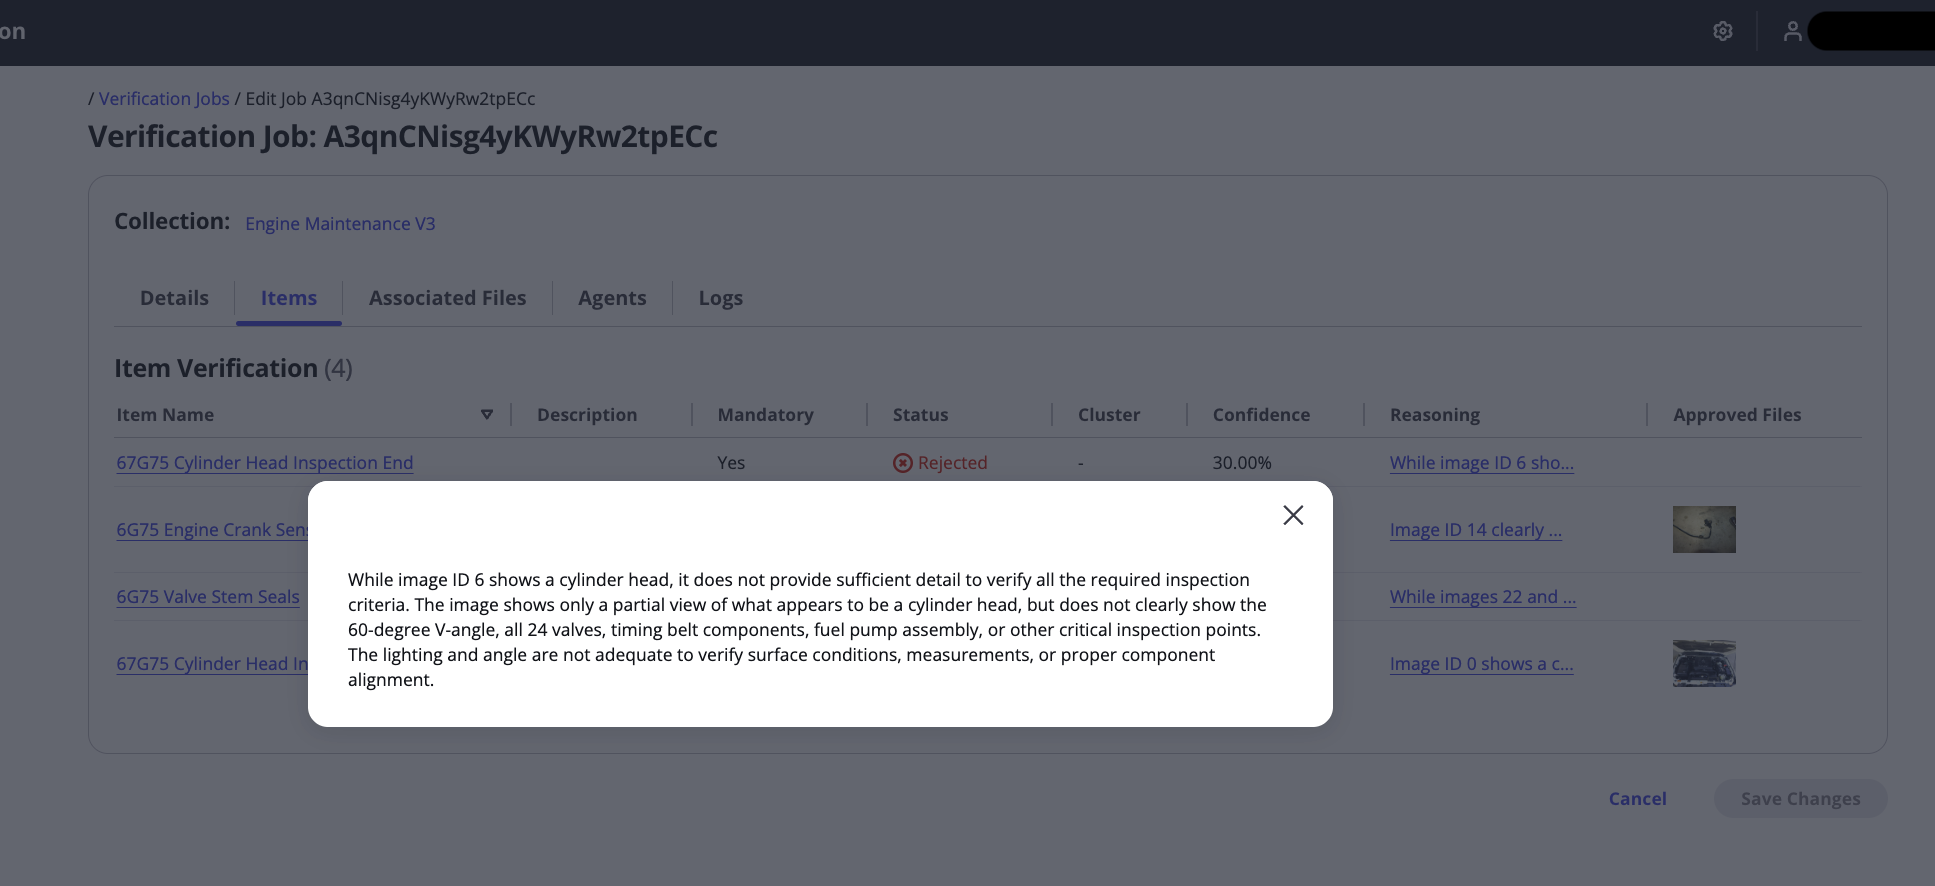 on
/ Verification Jobs / Edit Job A3qnCNisg4yKWyRw2tpECc
Verification Job: A3qnCNisg4yKWyRw2tpECc
Collection: Engine Maintenance V3
Details Items Associated Files Agents Logs
Item Verification (4)
Item Name Description Mandatory Status Cluster Confidence Reasoning Approved Files
67G75 Cylinder Head Inspection End Yes Rejected - 30.00% While image ID 6 sho...
6G75 Engine Crank Sens Image ID 14 clearly ...
6G75 Valve Stem Seals While images 22 and ...
67G75 Cylinder Head In Image ID 0 shows a c...
While image ID 6 shows a cylinder head, it does not provide sufficient detail to verify all the required inspection
criteria. The image shows only a partial view of what appears to be a cylinder head, but does not clearly show the
60-degree V-angle, all 24 valves, timing belt components, fuel pump assembly, or other critical inspection points.
The lighting and angle are not adequate to verify surface conditions, measurements, or proper component
alignment.
Cancel Save Changes